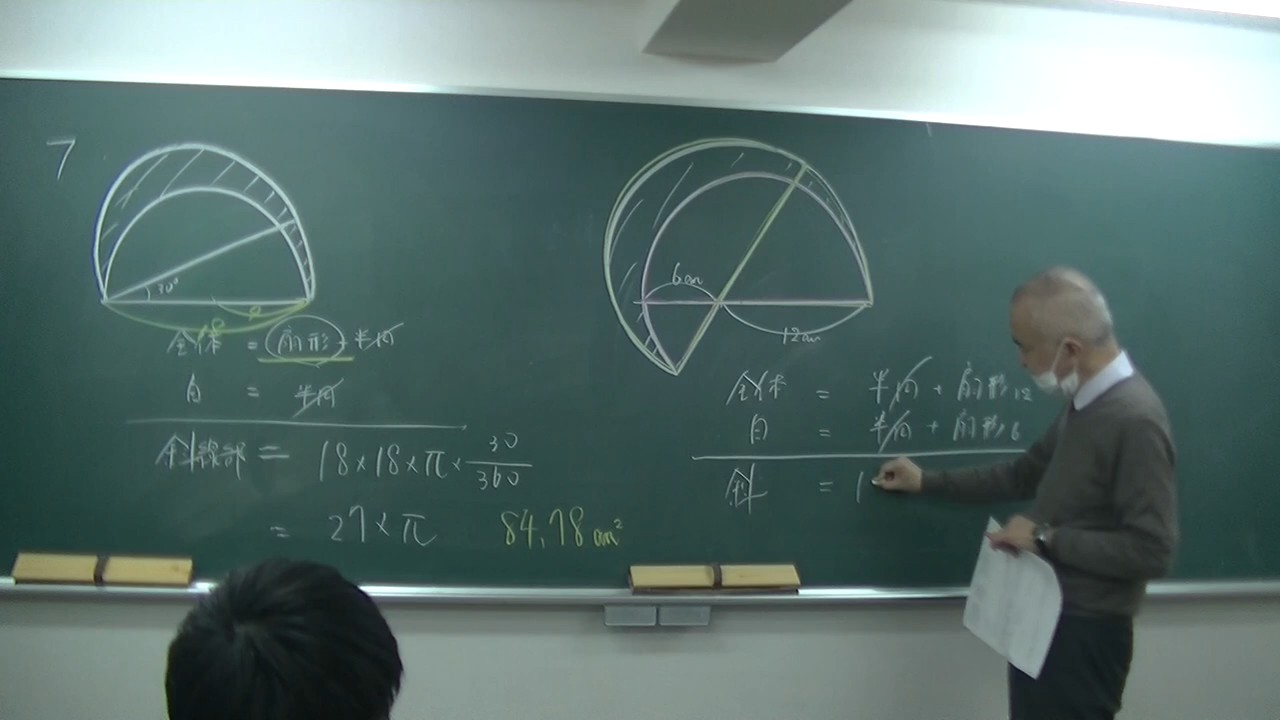 7
30°
全体 = 扇形 + 半円
白 = 半円
斜線部 = 18×18×π×30/360
= 27×π 84.78cm²
6cm
12cm
全体 = 半円 + 扇形12
白 = 半円 + 扇形6
斜 = 1